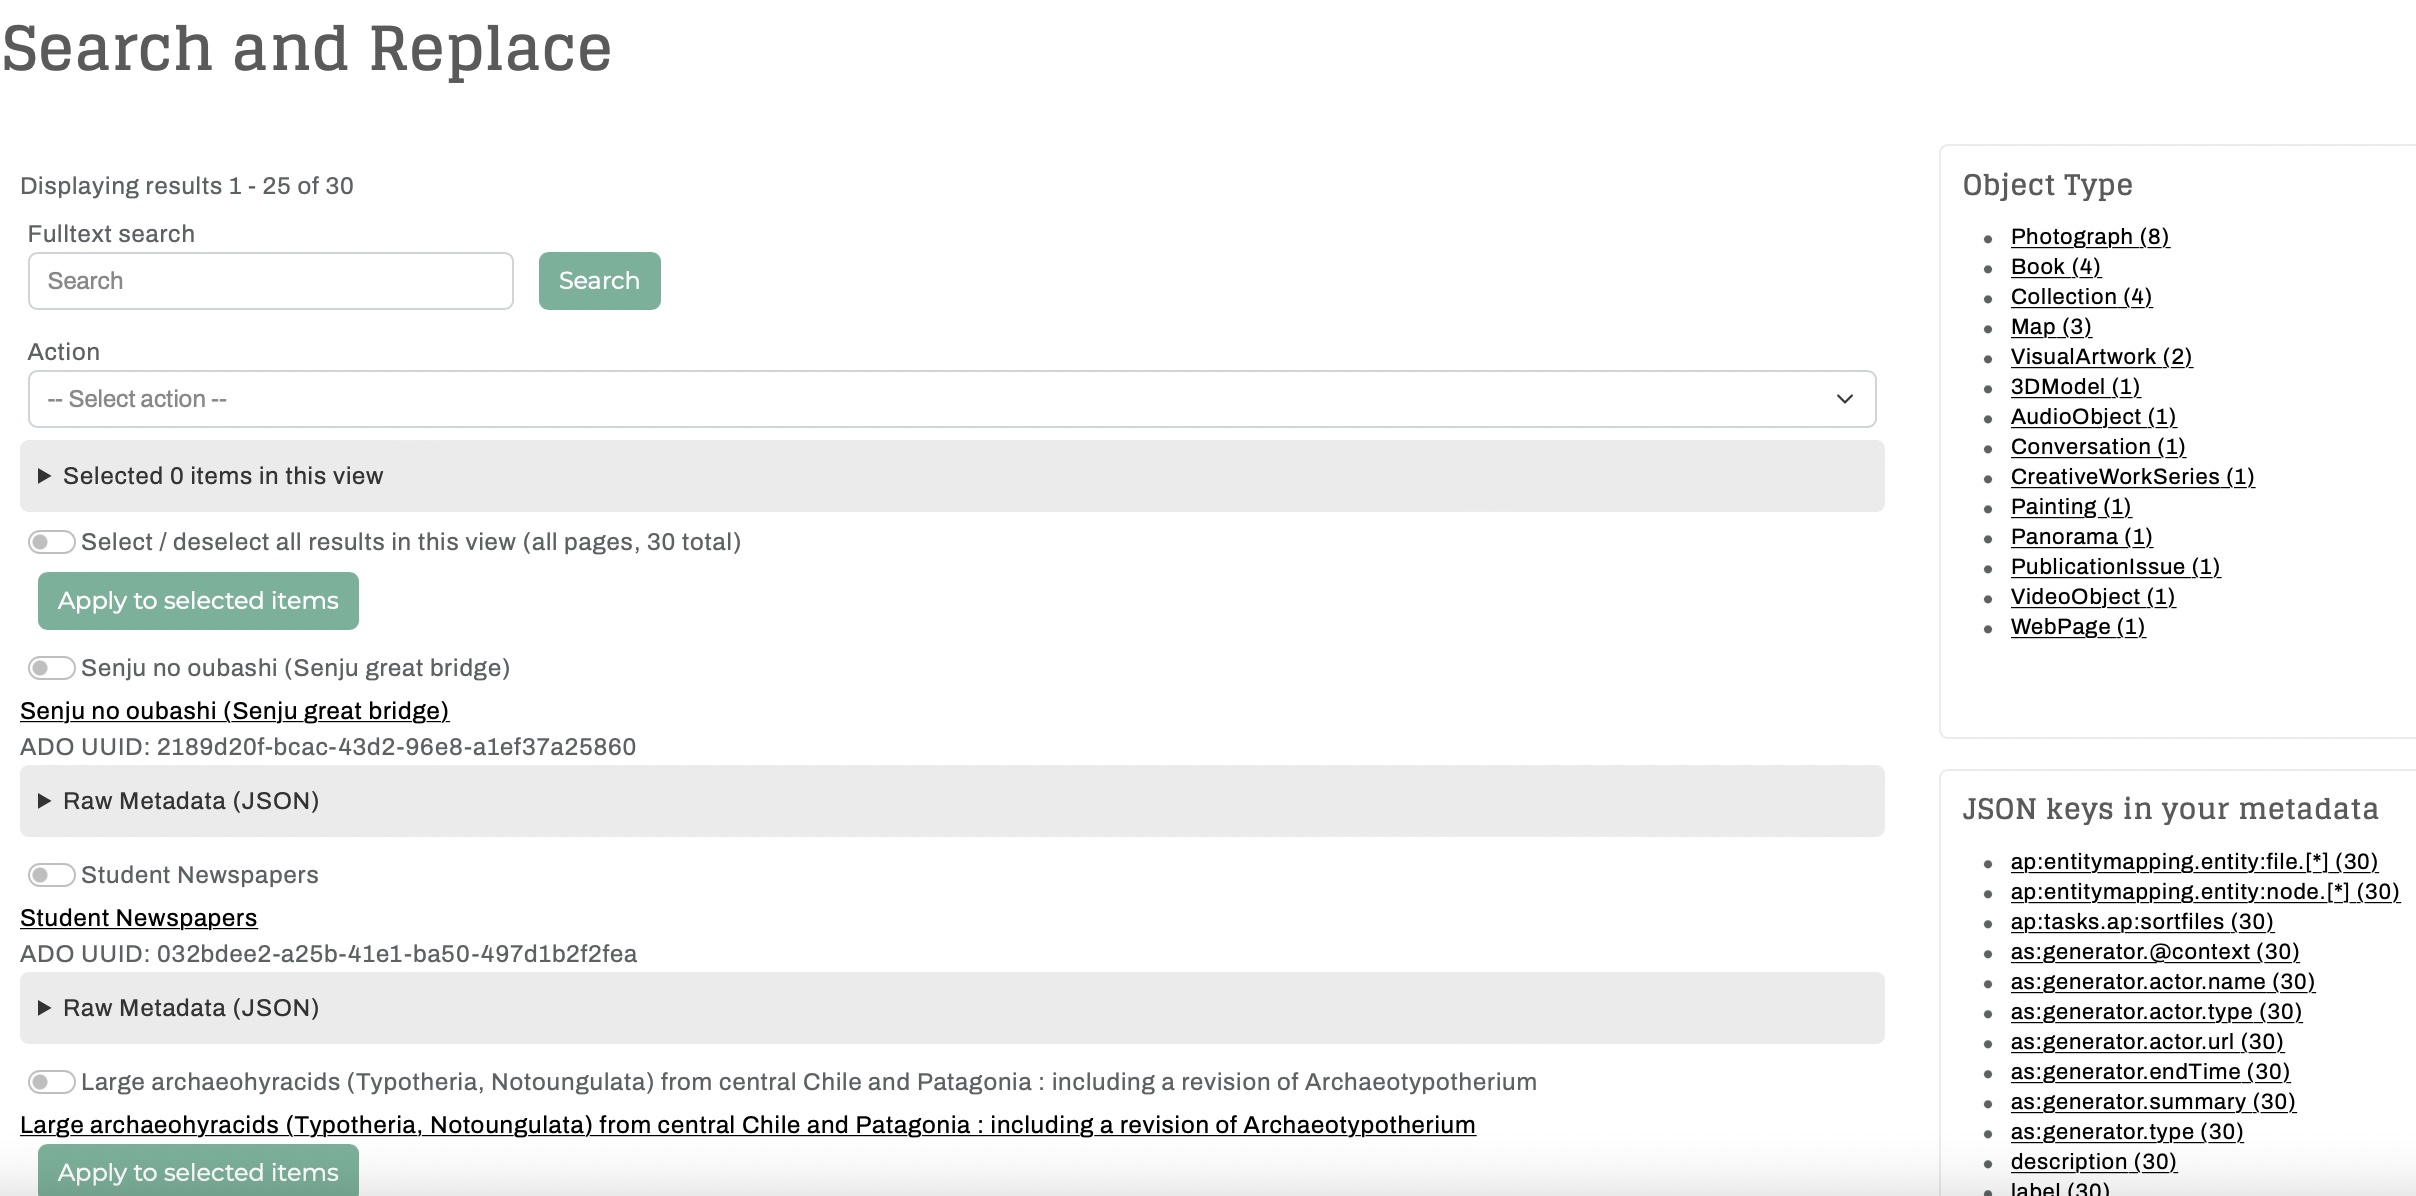 Search and Replace
Displaying results 1 - 25 of 30
Fulltext search
Search
Search
Action
-- Select action --
Selected 0 items in this view
Select / deselect all results in this view (all pages, 30 total)
Apply to selected items
Senju no oubashi (Senju great bridge)
Senju no oubashi (Senju great bridge)
ADO UUID: 2189d20f-bcac-43d2-96e8-a1ef37a25860
Raw Metadata (JSON)
Student Newspapers
Student Newspapers
ADO UUID: 032bdee2-a25b-41e1-ba50-497d1b2f2fea
Raw Metadata (JSON)
Large archaeohyracids (Typotheria, Notoungulata) from central Chile and Patagonia : including a revision of Archaeotypotherium
Large archaeohyracids (Typotheria, Notoungulata) from central Chile and Patagonia : including a revision of Archaeotypotherium
Apply to selected items
Object Type
Photograph (8)
Book (4)
Collection (4)
Map (3)
VisualArtwork (2)
3DModel (1)
AudioObject (1)
Conversation (1)
CreativeWorkSeries (1)
Painting (1)
Panorama (1)
PublicationIssue (1)
VideoObject (1)
WebPage (1)
JSON keys in your metadata
ap:entitymapping.entity:file.[*] (30)
ap:entitymapping.entity:node.[*] (30)
ap:tasks.ap:sortfiles (30)
as:generator.@context (30)
as:generator.actor.name (30)
as:generator.actor.type (30)
as:generator.actor.url (30)
as:generator.endTime (30)
as:generator.summary (30)
as:generator.type (30)
description (30)
label (30)